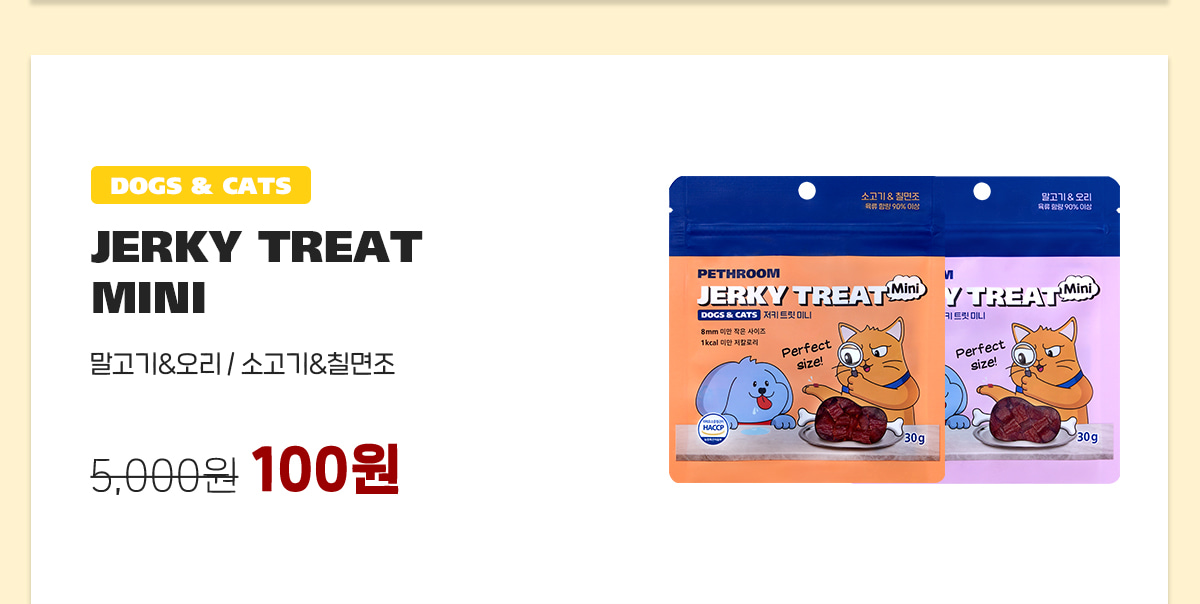 DOGS & CATS
JERKY TREAT
MINI
말고기&오리 / 소고기&칠면조
5,000원 100원
소고기 & 칠면조
육류 함량 90% 이상
PETHROOM
JERKY TREAT Mini
DOGS & CATS 저키 트릿 미니
8mm 미만 작은 사이즈
1kcal 미만 저칼로리
Perfect
size!
HACCP
30g
말고기 & 오리
육류 함량 90% 이상
M
Y TREAT Mini
키 트릿 미니
Perfect
size!
30g